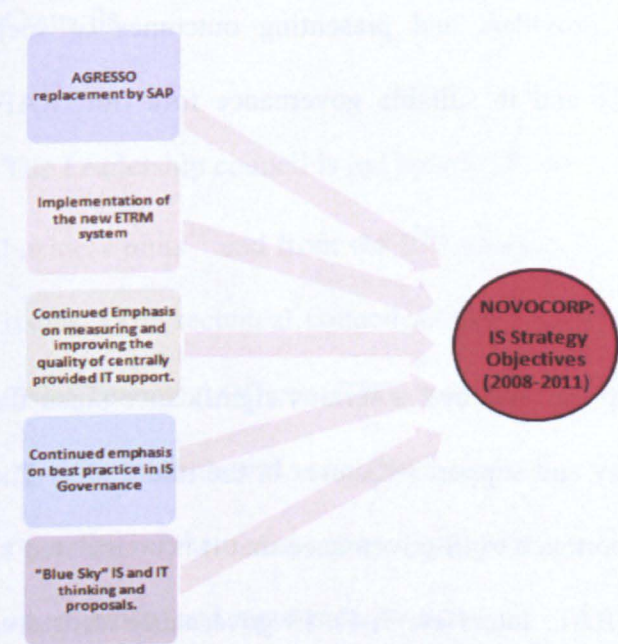 AGRESSO
replacement by SAP
Implementation
of the new ETRM
system
Continued Emphasis
on measuring and
improving the
quality of centrally
provided IT support.
Continued emphasis
on best practice in IS
Governance
"Blue Sky" IS and IT
thinking and
proposals.
NOVOCORP:
IS Strategy
Objectives
(2008-2011)